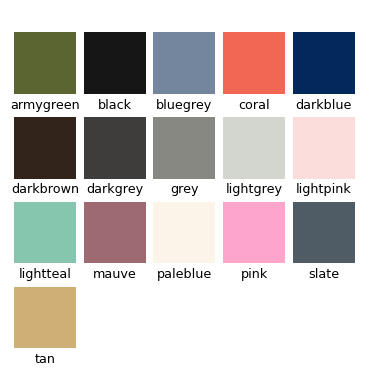 armygreen black bluegrey coral darkblue
darkbrown darkgrey grey lightgrey lightpink
lightteal mauve paleblue pink slate
tan